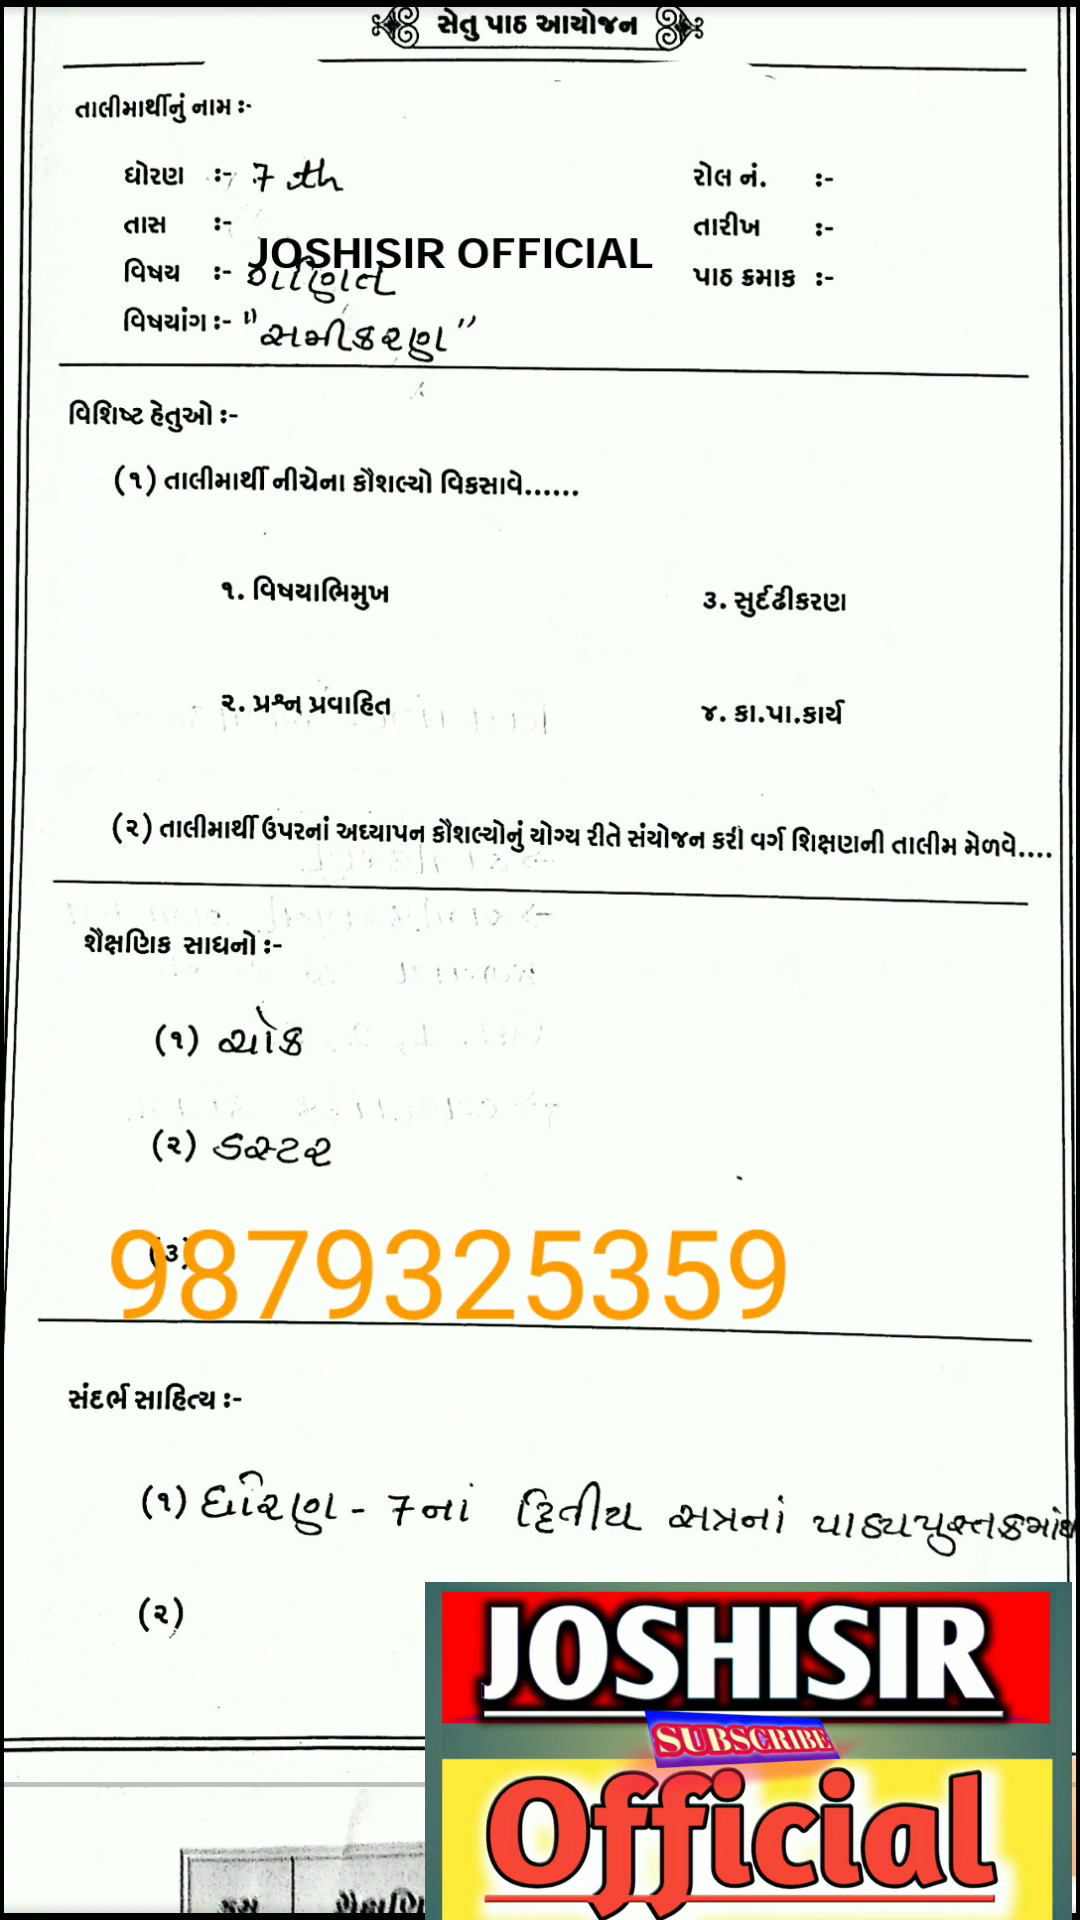 સેતુ પાઠ આયોજન
તાલીમાર્થીનું નામ :-
ધોરણ :- 7 th
રોલ નં. :-
તાસ :-
તારીખ :-
JOSHISIR OFFICIAL
વિષય :- ગણિત
પાઠ ક્રમાક :-
વિષયાંગ :- "સમીકરણ"
વિશિષ્ટ હેતુઓ :-
(૧) તાલીમાર્થી નીચેના કૌશલ્યો વિકસાવે......
૧. વિષયાભિમુખ
૩. સુર્દઢીકરણ
૨. પ્રશ્ન પ્રવાહિત
૪. કા.પા.કાર્ય
(૨) તાલીમાર્થી ઉપરનાં અધ્યાપન કૌશલ્યોનું યોગ્ય રીતે સંયોજન કરી વર્ગ શિક્ષણની તાલીમ મેળવે....
શૈક્ષણિક સાધનો :-
(૧) ચોક
(૨) ડસ્ટર
(૩)
9879325359
સંદર્ભ સાહિત્ય :-
(૧) ધોરણ - 7નાં દ્વિતીય સત્રનાં પાઠ્યપુસ્તકમાંથ
(૨)
JOSHISIR
SUBSCRIBE
Official